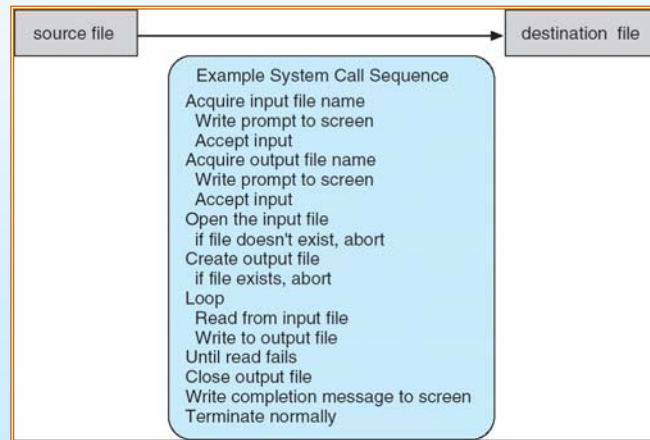 source file
destination file
Example System Call Sequence
Acquire input file name
Write prompt to screen
Accept input
Acquire output file name
Write prompt to screen
Accept input
Open the input file
if file doesn't exist, abort
Create output file
if file exists, abort
Loop
Read from input file
Write to output file
Until read fails
Close output file
Write completion message to screen
Terminate normally